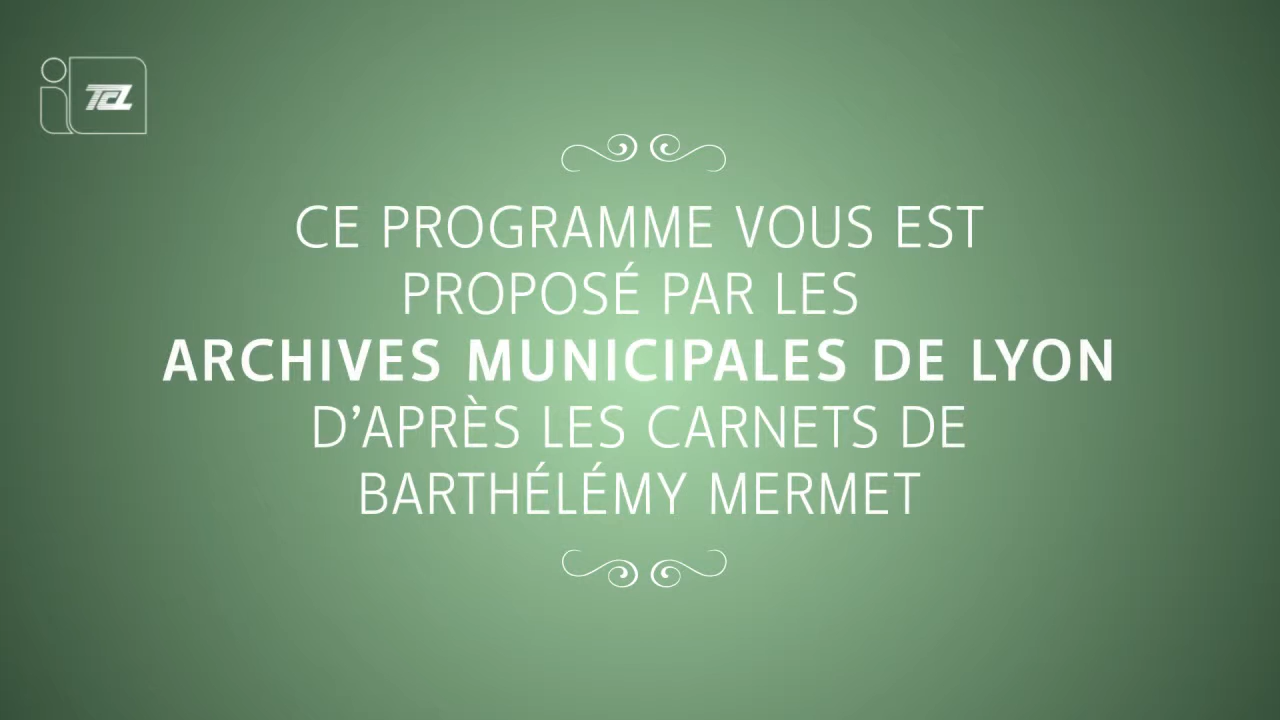 i TCL
CE PROGRAMME VOUS EST
PROPOSÉ PAR LES
ARCHIVES MUNICIPALES DE LYON
D'APRÈS LES CARNETS DE
BARTHÉLÉMY MERMET